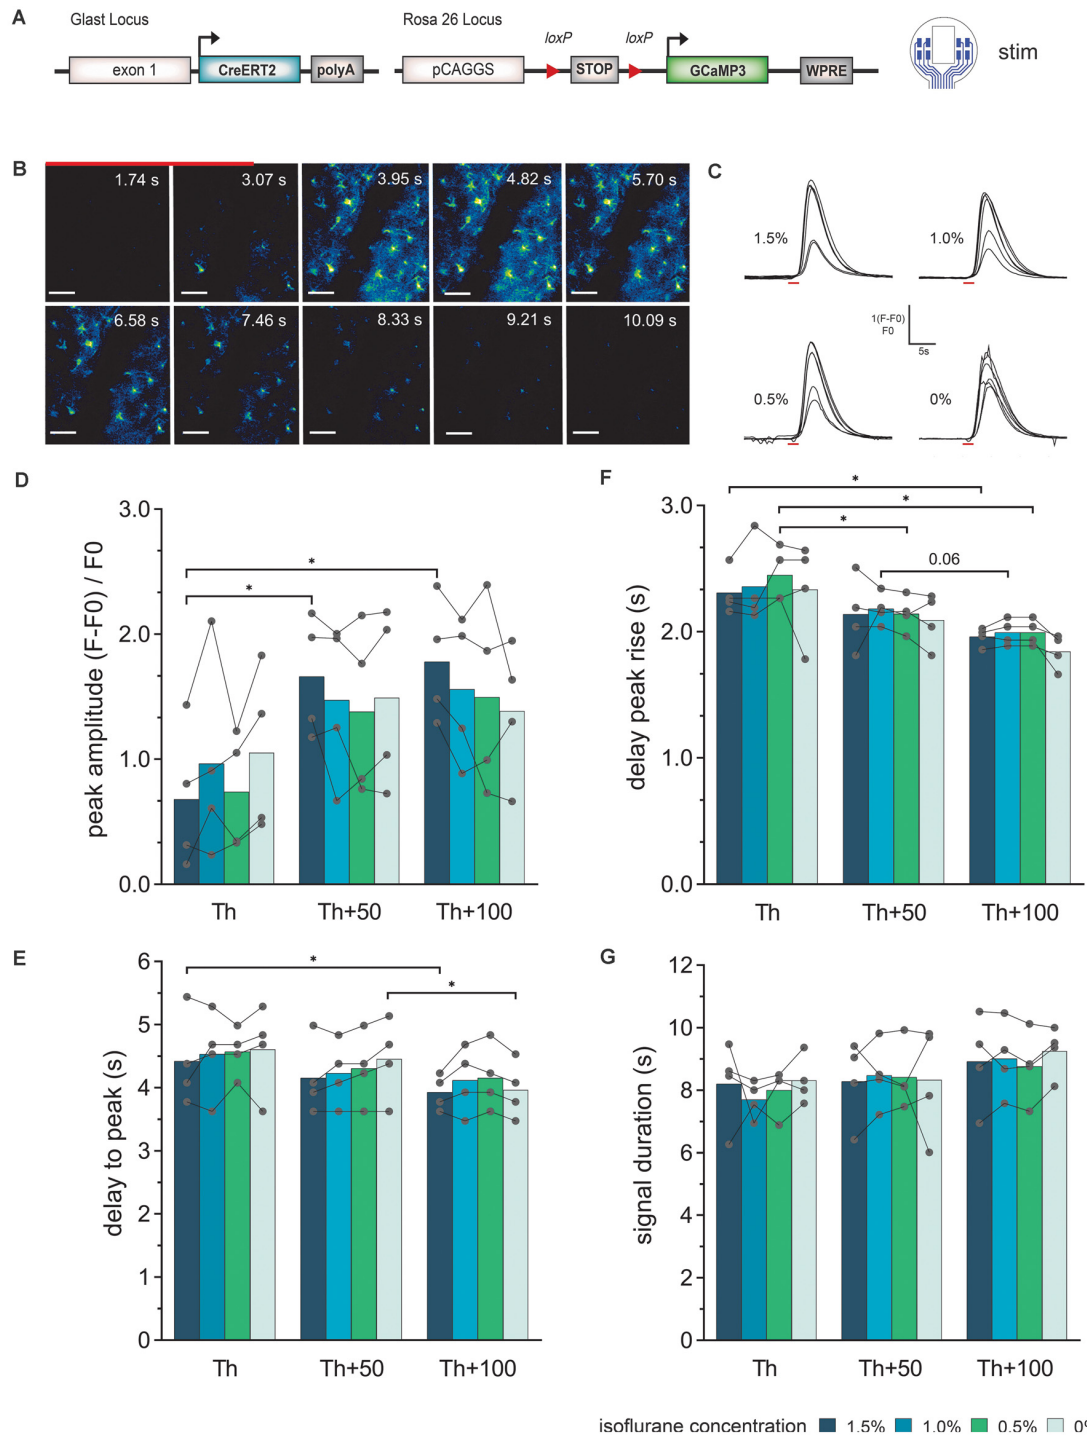 A
Glast Locus
Rosa 26 Locus
loxP
loxP
exon 1
CreERT2
polyA
pCAGGS
STOP
GCaMP3
WPRE
stim
B
1.74 s
3.07 s
3.95 s
4.82 s
5.70 s
6.58 s
7.46 s
8.33 s
9.21 s
10.09 s
C
1.5%
1.0%
1(F-F0)
F0
5s
0.5%
0%
D
peak amplitude (F-F0) / F0
3.0
2.0
1.0
0.0
*
*
Th
Th+50
Th+100
F
delay peak rise (s)
3.0
2.0
1.0
0.0
*
*
*
0.06
Th
Th+50
Th+100
E
delay to peak (s)
6
5
4
3
2
1
0
*
*
Th
Th+50
Th+100
G
signal duration (s)
12
10
8
6
4
2
0
Th
Th+50
Th+100
isoflurane concentration 1.5% 1.0% 0.5% 0%